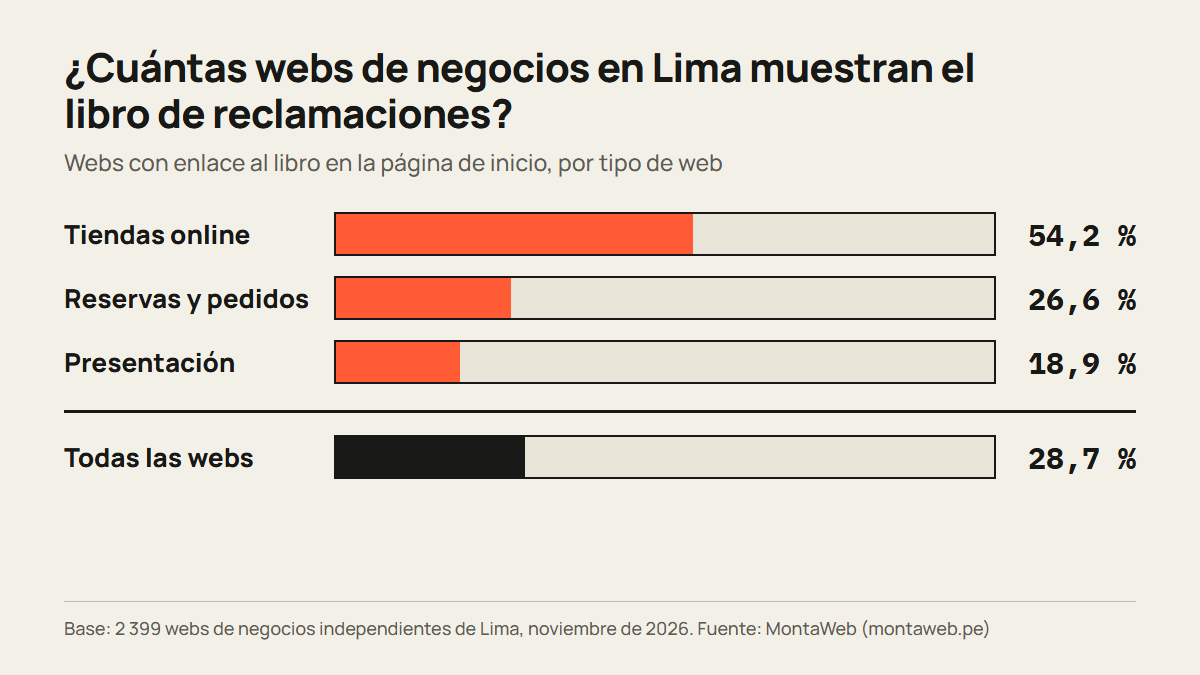 ¿Cuántas webs de negocios en Lima muestran el
libro de reclamaciones?
Webs con enlace al libro en la página de inicio, por tipo de web
Tiendas online 54,2 %
Reservas y pedidos 26,6 %
Presentación 18,9 %
Todas las webs 28,7 %
Base: 2 399 webs de negocios independientes de Lima, noviembre de 2026. Fuente: MontaWeb (montaweb.pe)